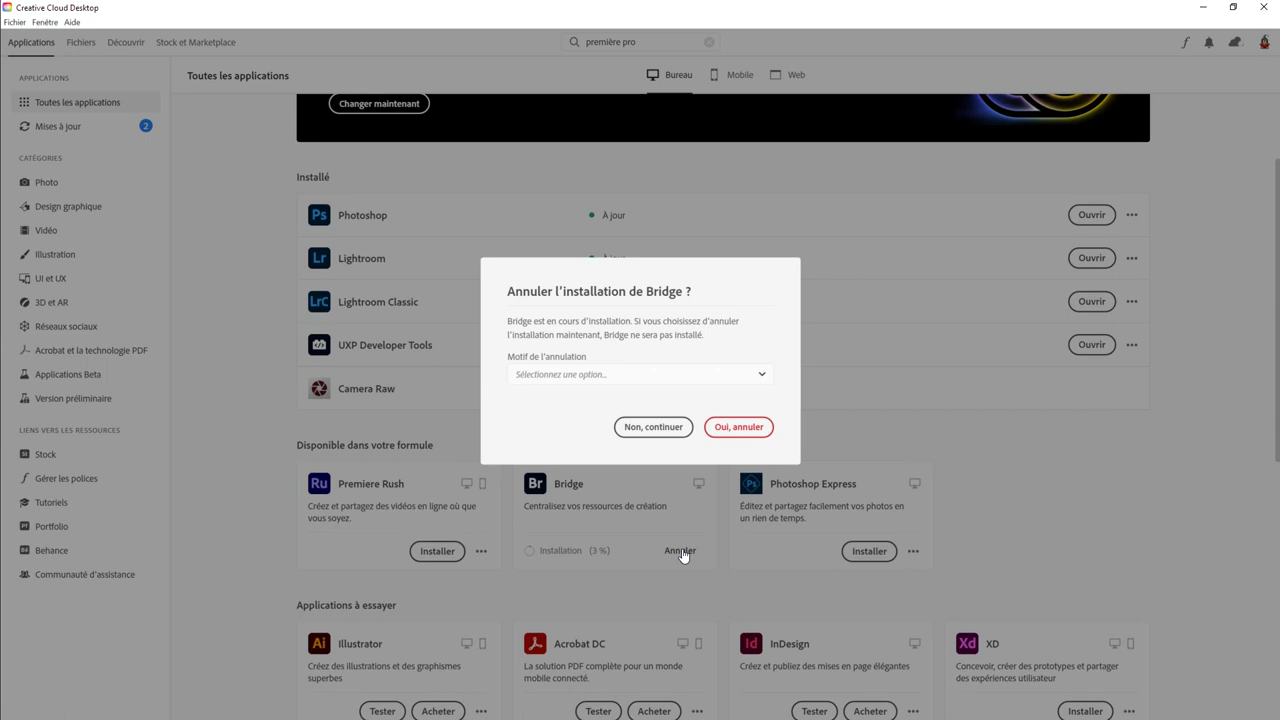 Creative Cloud Desktop
Fichier Fenêtre Aide
Applications Fichiers Découvrir Stock et Marketplace
première pro
APPLICATIONS
Toutes les applications
Mises à jour 2
CATÉGORIES
Photo
Design graphique
Vidéo
Illustration
UI et UX
3D et AR
Réseaux sociaux
Acrobat et la technologie PDF
Applications Beta
Version préliminaire
LIENS VERS LES RESSOURCES
Stock
Gérer les polices
Tutoriels
Portfolio
Behance
Communauté d'assistance
Toutes les applications
Bureau Mobile Web
Changer maintenant
Installé
Ps Photoshop À jour Ouvrir
Lr Lightroom Ouvrir
LrC Lightroom Classic Ouvrir
UXP Developer Tools Ouvrir
Camera Raw
Annuler l'installation de Bridge ?
Bridge est en cours d'installation. Si vous choisissez d'annuler
l'installation maintenant, Bridge ne sera pas installé.
Motif de l'annulation
Sélectionnez une option...
Non, continuer Oui, annuler
Disponible dans votre formule
Ru Premiere Rush
Créez et partagez des vidéos en ligne où que
vous soyez.
Installer
Br Bridge
Centralisez vos ressources de création
Installation (3 %) Annuler
Ps Photoshop Express
Éditez et partagez facilement vos photos en
un rien de temps.
Installer
Applications à essayer
Ai Illustrator
Créez des illustrations et des graphismes
superbes
Tester Acheter
Acrobat DC
La solution PDF complète pour un monde
mobile connecté.
Tester Acheter
Id InDesign
Créez et publiez des mises en page élégantes
Tester Acheter
Xd XD
Concevoir, créer des prototypes et partager
des expériences utilisateur
Installer